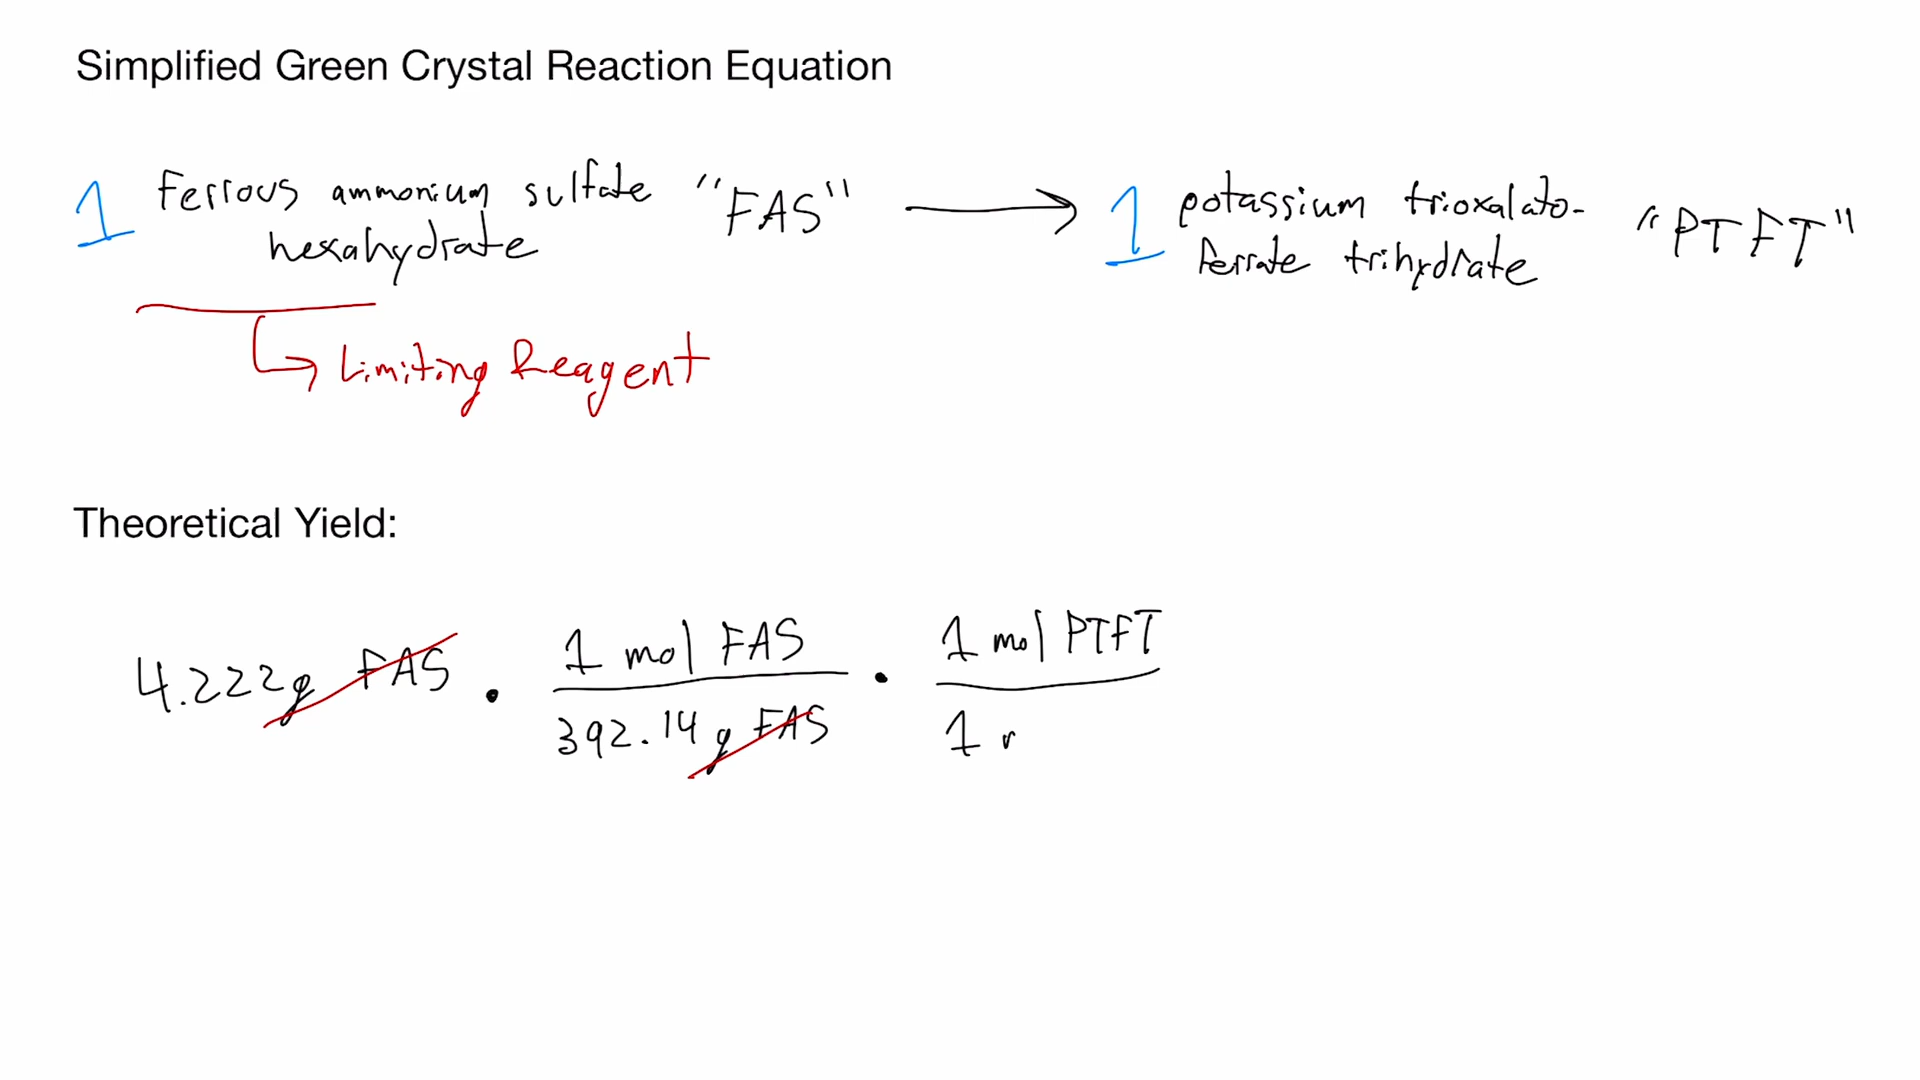 Simplified Green Crystal Reaction Equation
1 Ferrous ammonium sulfate "FAS" → 1 potassium trioxalato- "PTFT"
hexahydrate ferrate trihydrate
Limiting Reagent
Theoretical Yield:
1 mol FAS 1 mol PTFT
4.222g FAS · ·
392.14g FAS 1